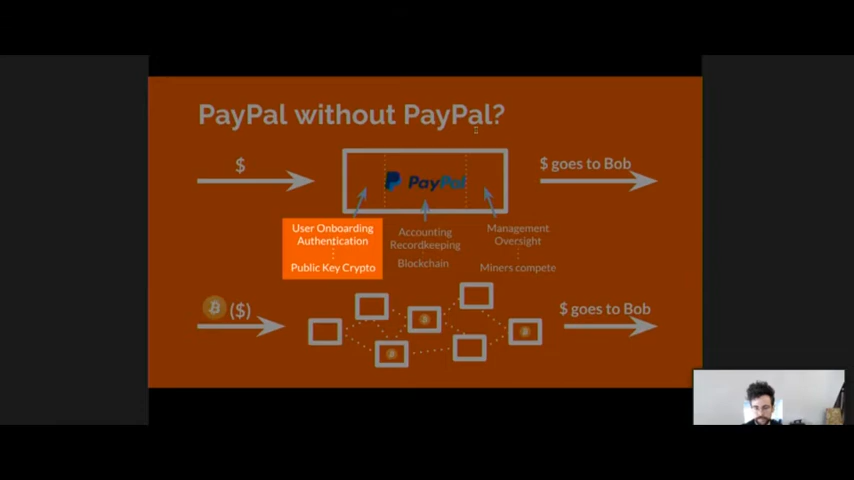 PayPal without PayPal?
$
PayPal
$ goes to Bob
User Onboarding
Authentication
Public Key Crypto
Accounting
Recordkeeping
Blockchain
Management
Oversight
Miners compete
($)
$ goes to Bob